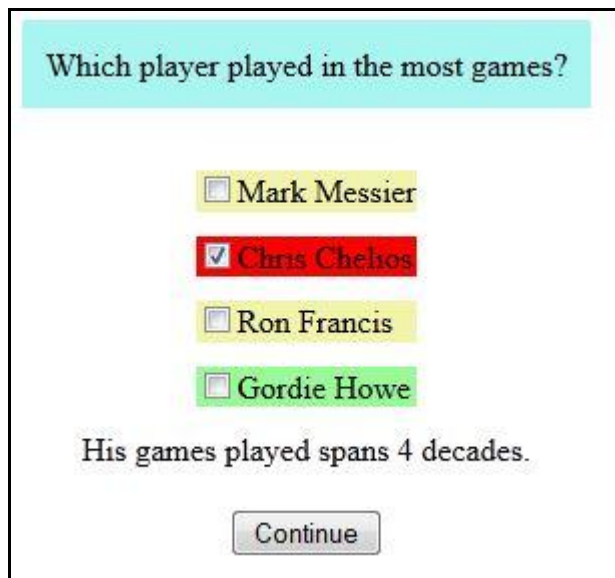 Which player played in the most games?
Mark Messier
Chris Chelios
Ron Francis
Gordie Howe
His games played spans 4 decades.
Continue